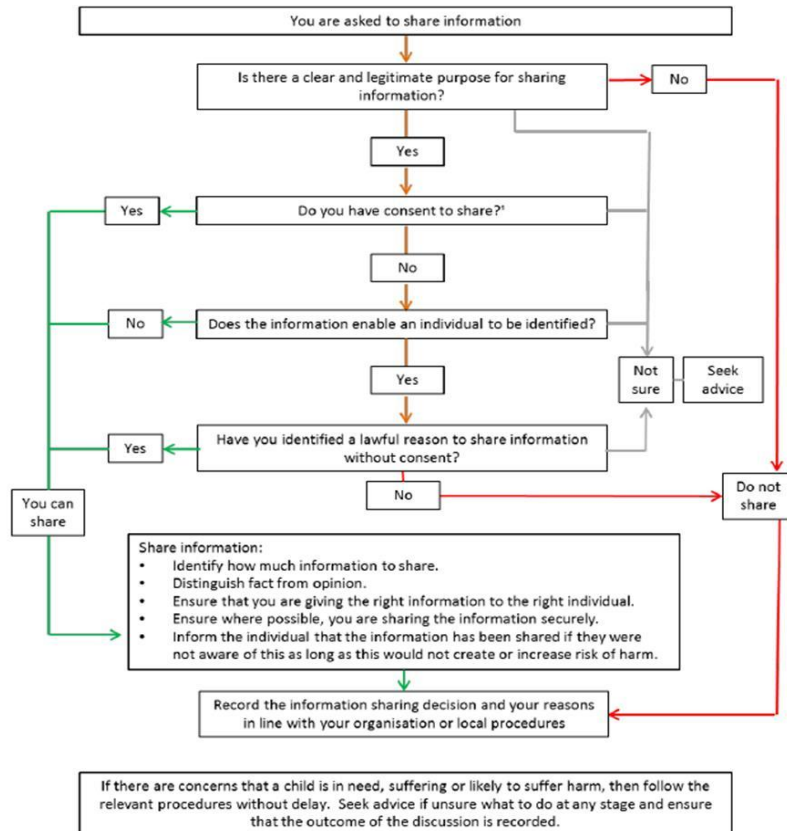 You are asked to share information
Is there a clear and legitimate purpose for sharing
information?
No
Yes
Yes
Do you have consent to share?¹
No
No
Does the information enable an individual to be identified?
Yes
Not
sure
Seek
advice
Yes
Have you identified a lawful reason to share information
without consent?
No
You can
share
Do not
share
Share information:
• Identify how much information to share.
• Distinguish fact from opinion.
• Ensure that you are giving the right information to the right individual.
• Ensure where possible, you are sharing the information securely.
• Inform the individual that the information has been shared if they were
not aware of this as long as this would not create or increase risk of harm.
Record the information sharing decision and your reasons
in line with your organisation or local procedures
If there are concerns that a child is in need, suffering or likely to suffer harm, then follow the
relevant procedures without delay.  Seek advice if unsure what to do at any stage and ensure
that the outcome of the discussion is recorded.